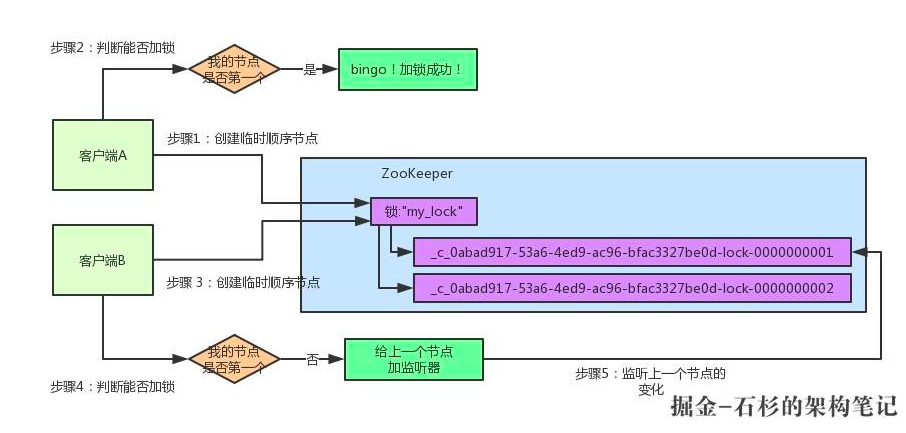 步骤2：判断能否加锁
我的节点
是否第一个
是
bingo！加锁成功！
步骤1：创建临时顺序节点
客户端A
ZooKeeper
锁:"my_lock"
客户端B
_c_0abad917-53a6-4ed9-ac96-bfac3327be0d-lock-0000000001
步骤 3：创建临时顺序节点
_c_0abad917-53a6-4ed9-ac96-bfac3327be0d-lock-0000000002
我的节点
是否第一个
否
给上一个节点
加监听器
步骤4：判断能否加锁
步骤5：监听上一个节点的
变化
掘金-石杉的架构笔记